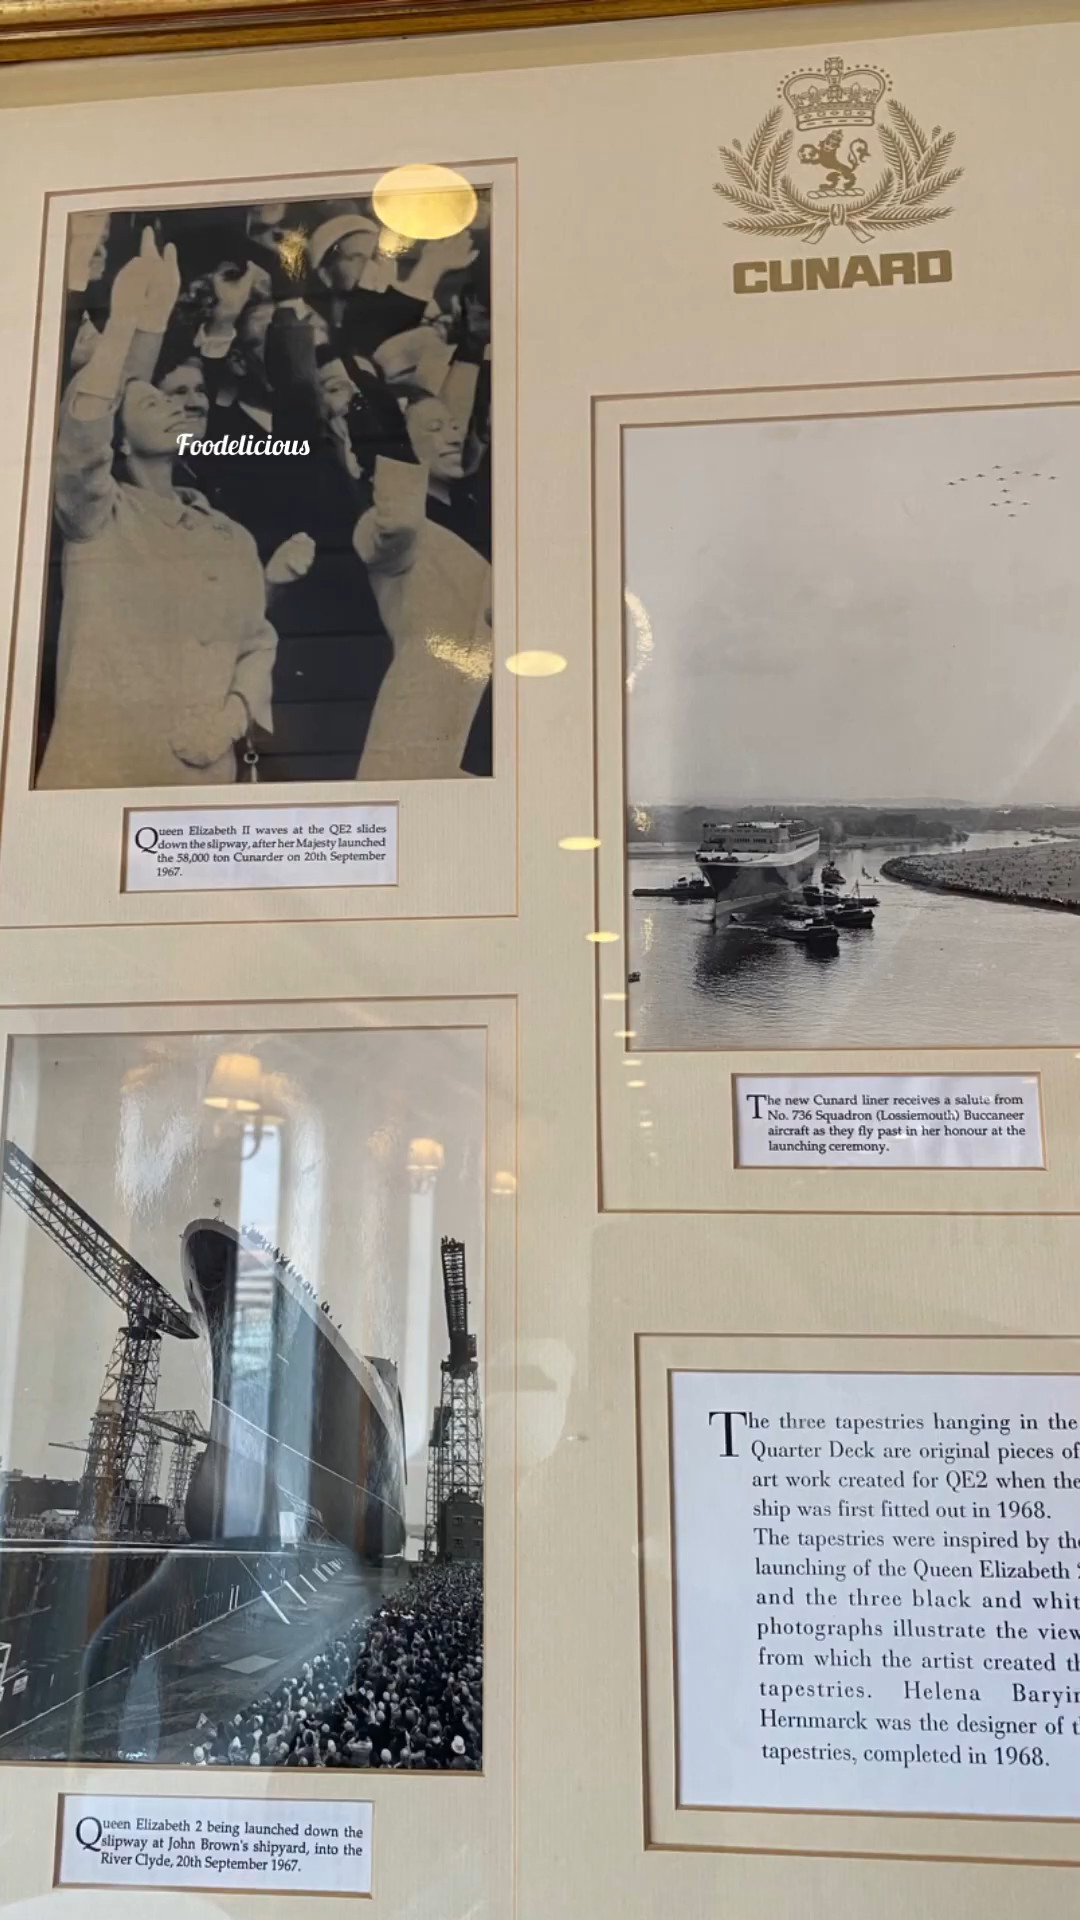 CUNARD
Foodelicious
Queen Elizabeth II waves at the QE2 slides
down the slipway, after her Majesty launched
the 58,000 ton Cunarder on 20th September
1967.
The new Cunard liner receives a salute from
No. 736 Squadron (Lossiemouth) Buccaneer
aircraft as they fly past in her honour at the
launching ceremony.
The three tapestries hanging in the
Quarter Deck are original pieces of
art work created for QE2 when the
ship was first fitted out in 1968.
The tapestries were inspired by the
launching of the Queen Elizabeth
and the three black and whit
photographs illustrate the view
from which the artist created th
tapestries. Helena Baryin
Hernmarck was the designer of t
tapestries, completed in 1968.
Queen Elizabeth 2 being launched down the
slipway at John Brown's shipyard, into the
River Clyde, 20th September 1967.